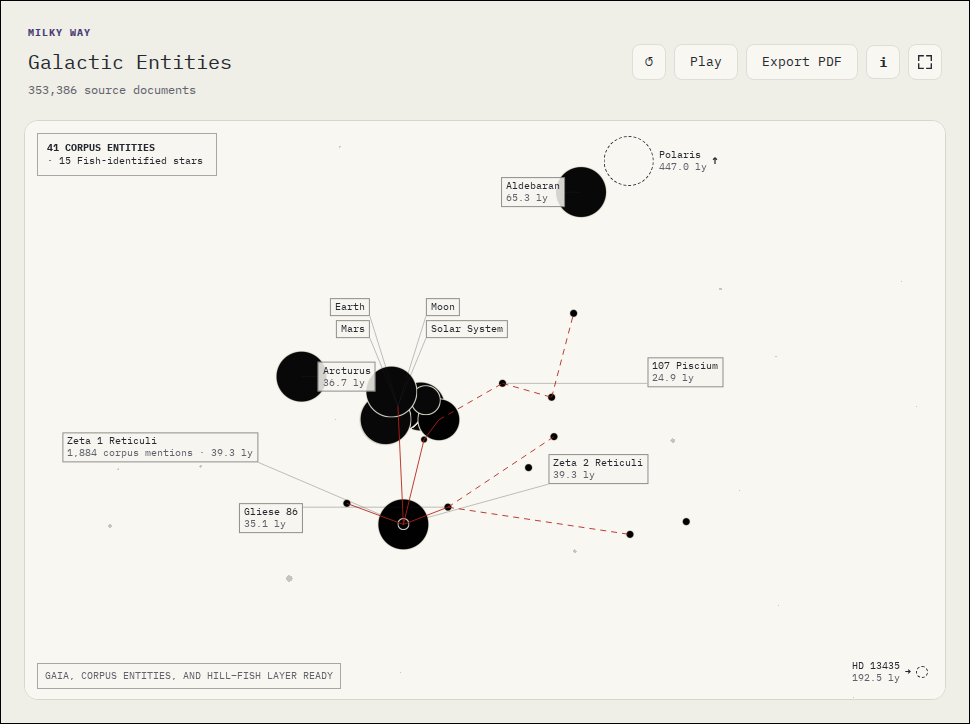 MILKY WAY
Galactic Entities
353,386 source documents
↺
Play
Export PDF
i
41 CORPUS ENTITIES
· 15 Fish-identified stars
Polaris ↑
447.0 ly
Aldebaran
65.3 ly
Earth
Moon
Mars
Solar System
107 Piscium
24.9 ly
Arcturus
36.7 ly
Zeta 1 Reticuli
1,884 corpus mentions · 39.3 ly
Zeta 2 Reticuli
39.3 ly
Gliese 86
35.1 ly
HD 13435 →
192.5 ly
GAIA, CORPUS ENTITIES, AND HILL–FISH LAYER READY